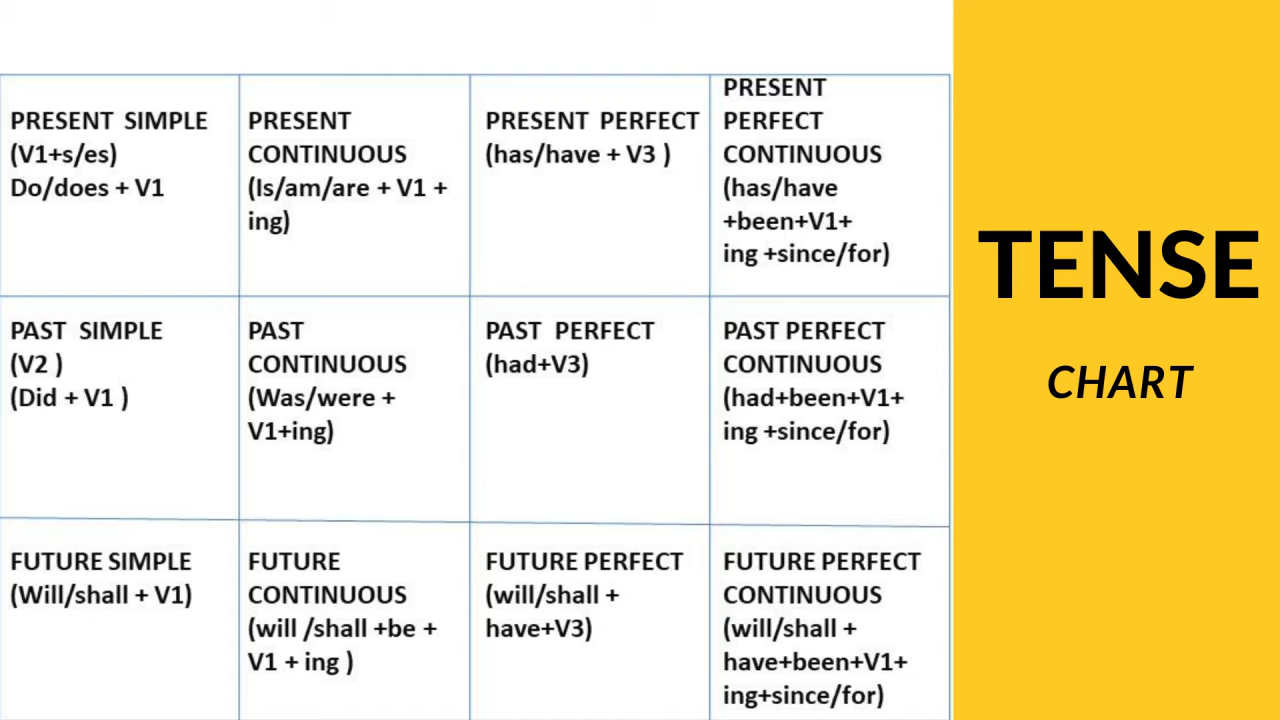 PRESENT SIMPLE
(V1+s/es)
Do/does + V1
PRESENT
CONTINUOUS
(Is/am/are + V1 +
ing)
PRESENT PERFECT
(has/have + V3 )
PRESENT
PERFECT
CONTINUOUS
(has/have
+been+V1+
ing +since/for)
PAST SIMPLE
(V2 )
(Did + V1 )
PAST
CONTINUOUS
(Was/were +
V1+ing)
PAST PERFECT
(had+V3)
PAST PERFECT
CONTINUOUS
(had+been+V1+
ing +since/for)
FUTURE SIMPLE
(Will/shall + V1)
FUTURE
CONTINUOUS
(will /shall +be +
V1 + ing )
FUTURE PERFECT
(will/shall +
have+V3)
FUTURE PERFECT
CONTINUOUS
(will/shall +
have+been+V1+
ing+since/for)
TENSE
CHART